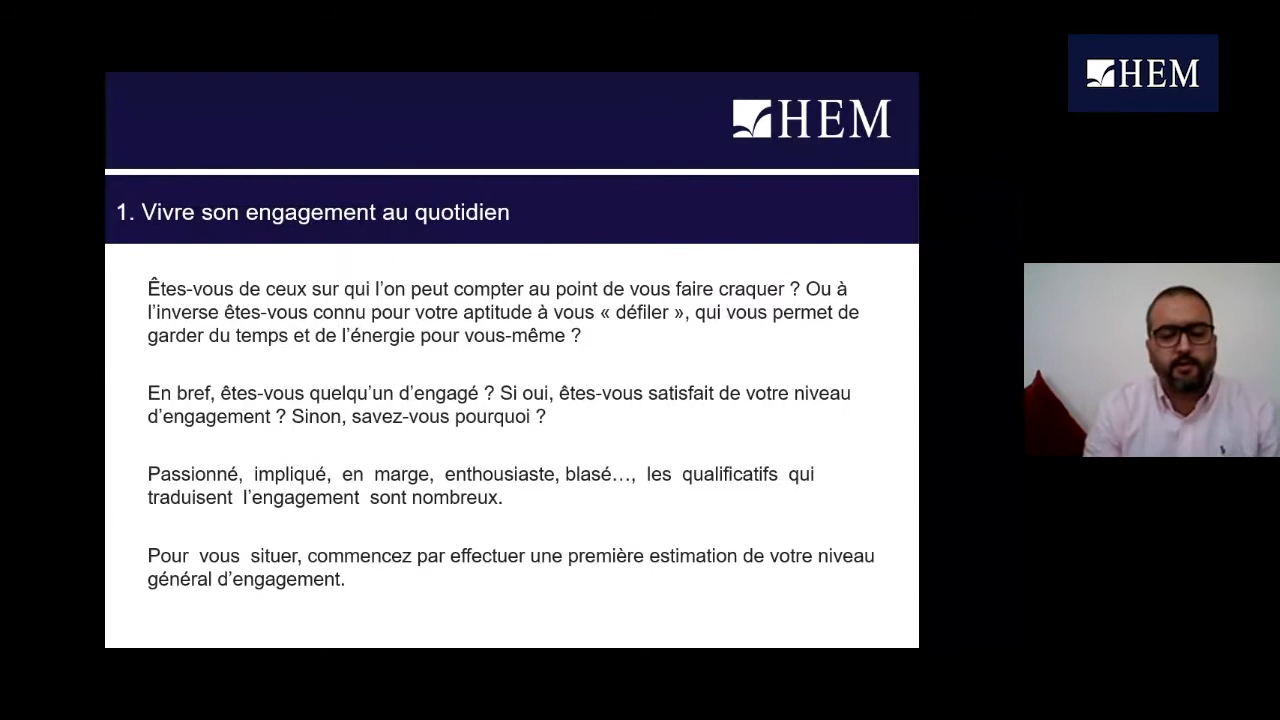 HEM
HEM
1. Vivre son engagement au quotidien
Êtes-vous de ceux sur qui l’on peut compter au point de vous faire craquer ? Ou à
l’inverse êtes-vous connu pour votre aptitude à vous « défiler », qui vous permet de
garder du temps et de l’énergie pour vous-même ?
En bref, êtes-vous quelqu’un d’engagé ? Si oui, êtes-vous satisfait de votre niveau
d’engagement ? Sinon, savez-vous pourquoi ?
Passionné, impliqué, en marge, enthousiaste, blasé…, les qualificatifs qui
traduisent l’engagement sont nombreux.
Pour vous situer, commencez par effectuer une première estimation de votre niveau
général d’engagement.